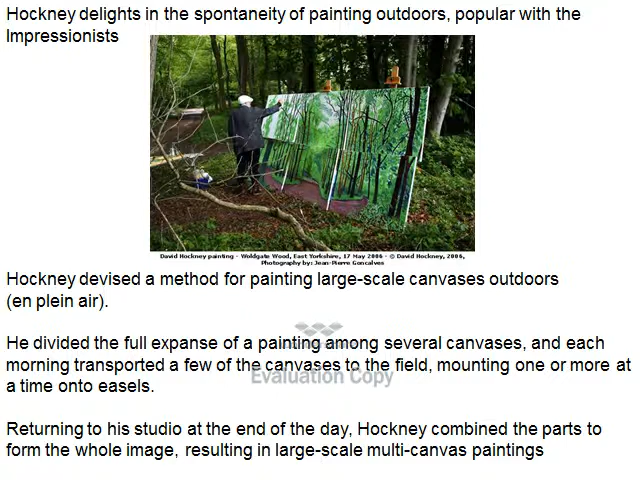 Hockney delights in the spontaneity of painting outdoors, popular with the
Impressionists
David Hockney painting - Woldgate Wood, East Yorkshire, 17 May 2006 - © David Hockney, 2006,
Photography by: Jean-Pierre Goncalves
Hockney devised a method for painting large-scale canvases outdoors
(en plein air).
He divided the full expanse of a painting among several canvases, and each
morning transported a few of the canvases to the field, mounting one or more at
a time onto easels.
Evaluation Copy
Returning to his studio at the end of the day, Hockney combined the parts to
form the whole image, resulting in large-scale multi-canvas paintings